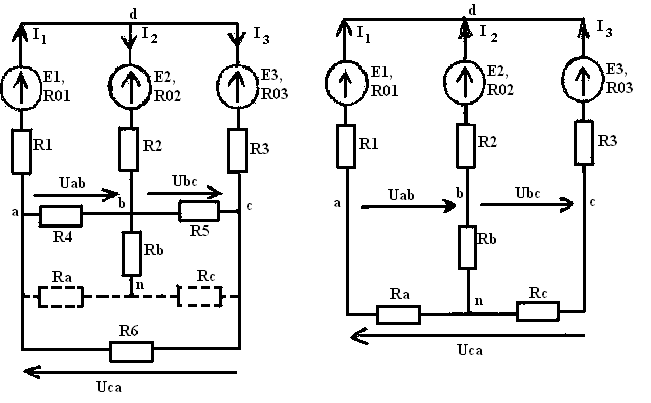 d
I1
I2
I3
E1,
R01
E2,
R02
E3,
R03
R1
R2
R3
Uab
Ubc
a
b
c
R4
R5
Rb
Ra
n
Rc
R6
Uca
d
I1
I2
I3
E1,
R01
E2,
R02
E3,
R03
R1
R2
R3
a
Uab
b
Ubc
c
Rb
Ra
n
Rc
Uca